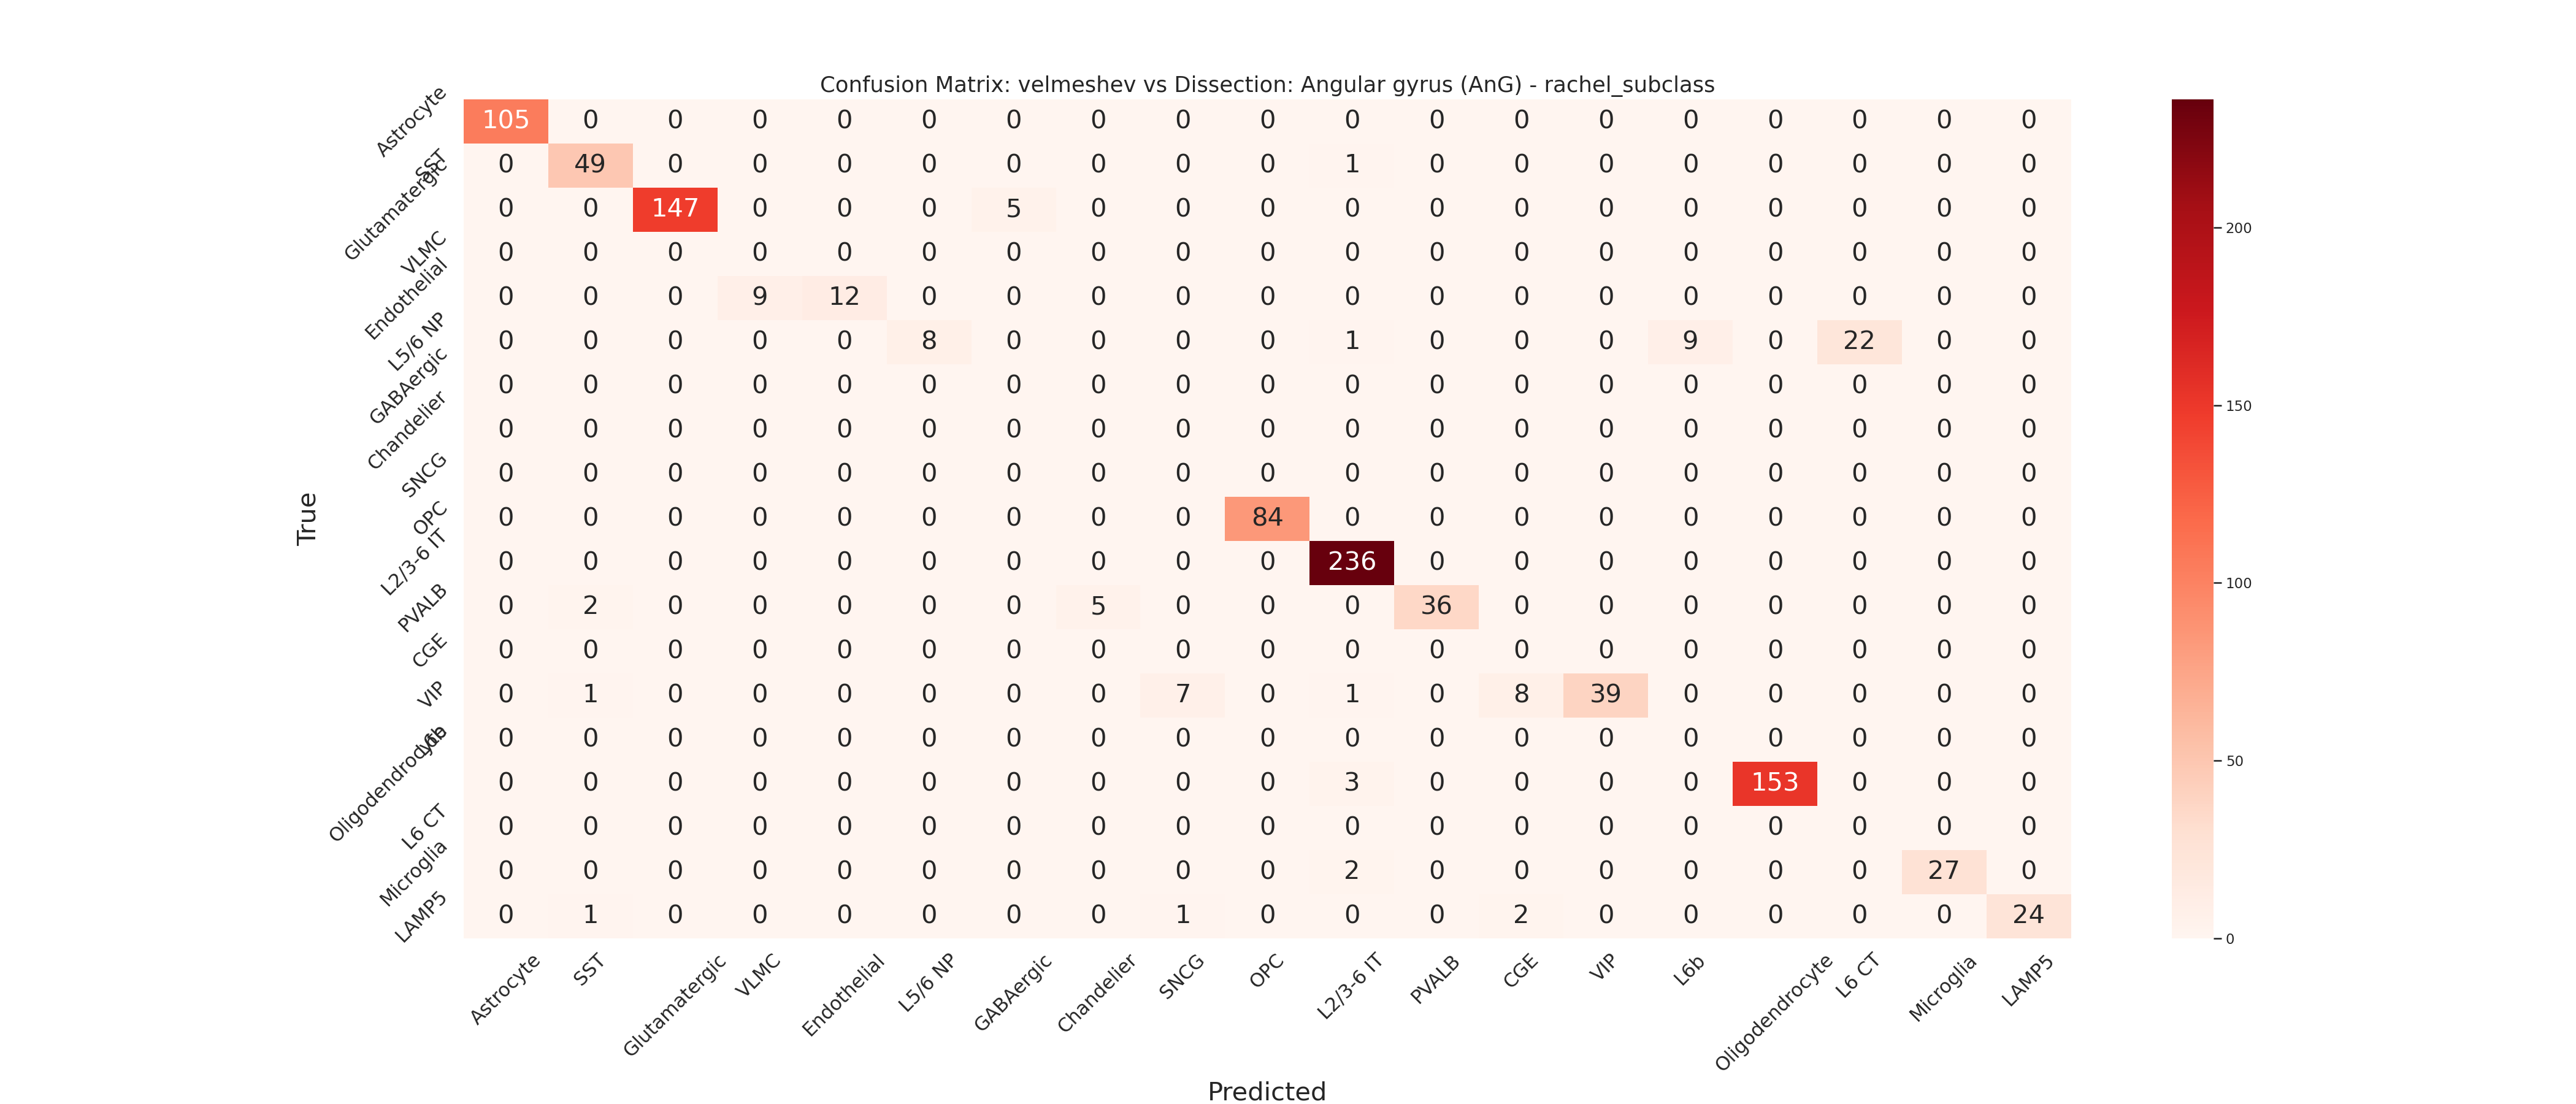 Confusion Matrix: velmeshev vs Dissection: Angular gyrus (AnG) - rachel_subclass
Astrocyte 105 0 0 0 0 0 0 0 0 0 0 0 0 0 0 0 0 0 0
SST 0 49 0 0 0 0 0 0 0 0 1 0 0 0 0 0 0 0 0
Glutamatergic 0 0 147 0 0 0 5 0 0 0 0 0 0 0 0 0 0 0 0
VLMC 0 0 0 0 0 0 0 0 0 0 0 0 0 0 0 0 0 0 0
Endothelial 0 0 0 9 12 0 0 0 0 0 0 0 0 0 0 0 0 0 0
L5/6 NP 0 0 0 0 0 8 0 0 0 0 1 0 0 0 9 0 22 0 0
GABAergic 0 0 0 0 0 0 0 0 0 0 0 0 0 0 0 0 0 0 0
Chandelier 0 0 0 0 0 0 0 0 0 0 0 0 0 0 0 0 0 0 0
SNCG 0 0 0 0 0 0 0 0 0 0 0 0 0 0 0 0 0 0 0
OPC 0 0 0 0 0 0 0 0 0 84 0 0 0 0 0 0 0 0 0
L2/3-6 IT 0 0 0 0 0 0 0 0 0 0 236 0 0 0 0 0 0 0 0
PVALB 0 2 0 0 0 0 0 5 0 0 0 36 0 0 0 0 0 0 0
CGE 0 0 0 0 0 0 0 0 0 0 0 0 0 0 0 0 0 0 0
VIP 0 1 0 0 0 0 0 0 7 0 1 0 8 39 0 0 0 0 0
L6b 0 0 0 0 0 0 0 0 0 0 0 0 0 0 0 0 0 0 0
Oligodendrocyte 0 0 0 0 0 0 0 0 0 0 3 0 0 0 0 153 0 0 0
L6 CT 0 0 0 0 0 0 0 0 0 0 0 0 0 0 0 0 0 0 0
Microglia 0 0 0 0 0 0 0 0 0 0 2 0 0 0 0 0 0 27 0
LAMP5 0 1 0 0 0 0 0 0 1 0 0 0 2 0 0 0 0 0 24
True
Astrocyte SST Glutamatergic VLMC Endothelial L5/6 NP GABAergic Chandelier SNCG OPC L2/3-6 IT PVALB CGE VIP L6b Oligodendrocyte L6 CT Microglia LAMP5
Predicted
200
150
100
50
0